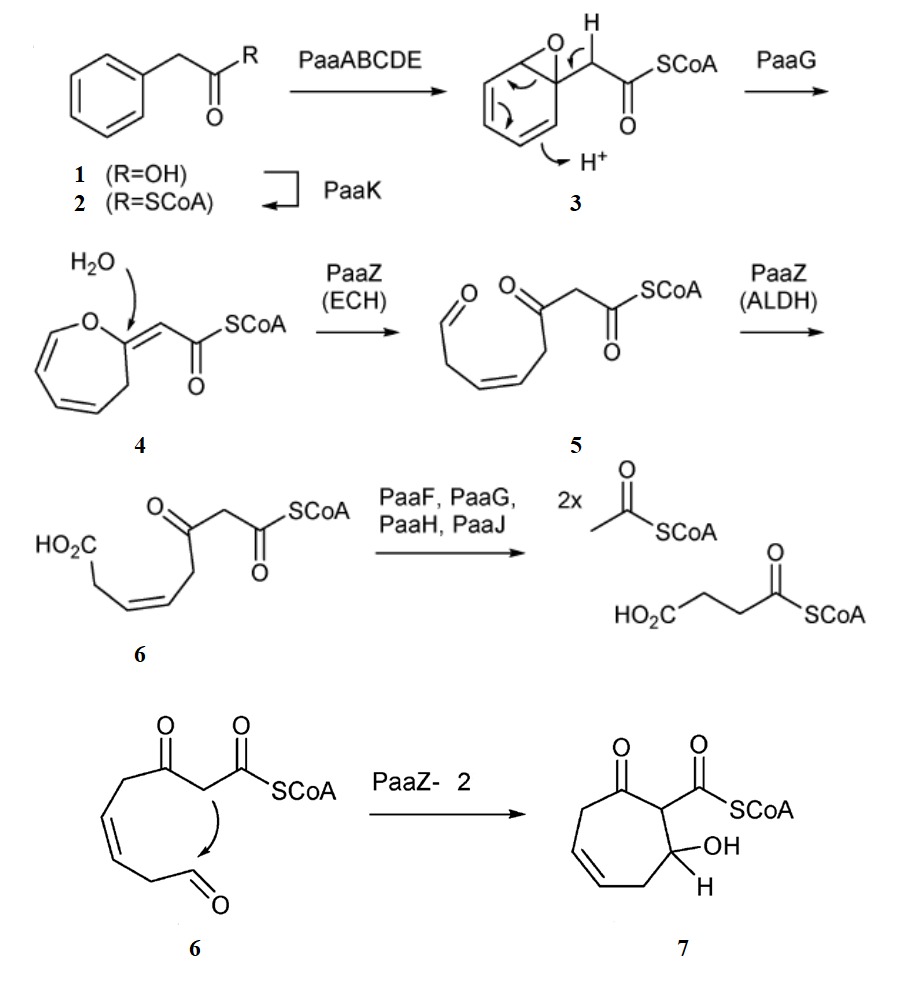 R
O
PaaABCDE
H
O
SCoA
O
H⁺
PaaG
1 (R=OH)
2 (R=SCoA)
PaaK
3
H₂O
O
SCoA
O
PaaZ
(ECH)
O
O
SCoA
O
PaaZ
(ALDH)
4
5
O
SCoA
HO₂C
O
PaaF, PaaG,
PaaH, PaaJ
2x
O
SCoA
O
HO₂C
SCoA
6
O
O
SCoA
O
PaaZ- 2
O
O
SCoA
OH
H
6
7